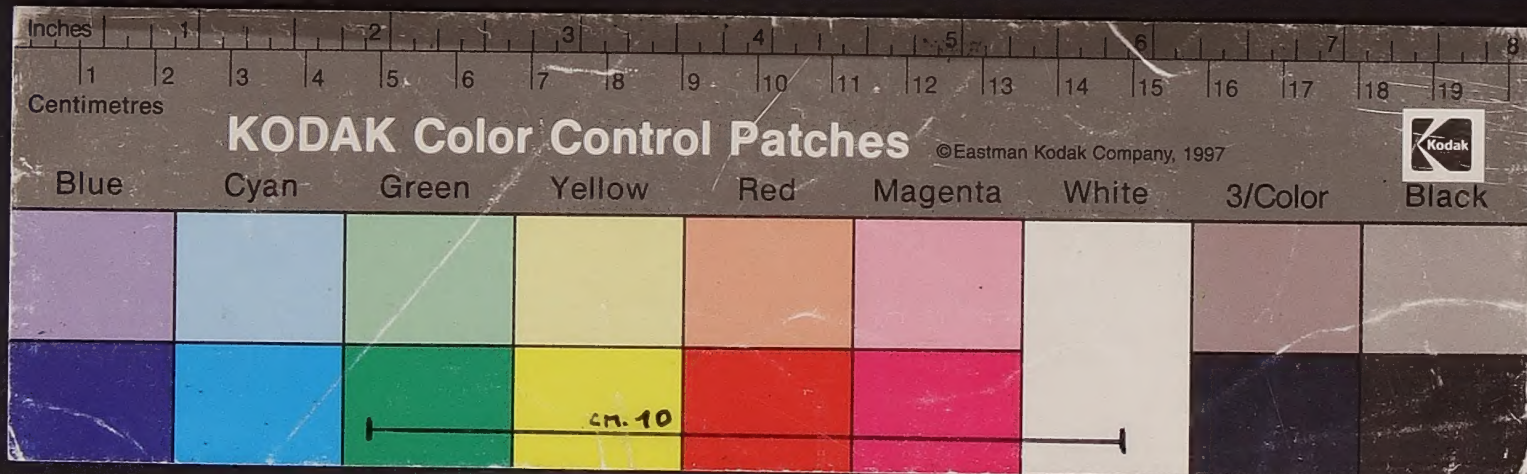 Inches 1 2 3 4 5 6 7 8
1 2 3 4 5 6 7 8 9 10 11 12 13 14 15 16 17 18 19
Centimetres
KODAK Color Control Patches ©Eastman Kodak Company, 1997 Kodak
Blue Cyan Green Yellow Red Magenta White 3/Color Black
cm. 10